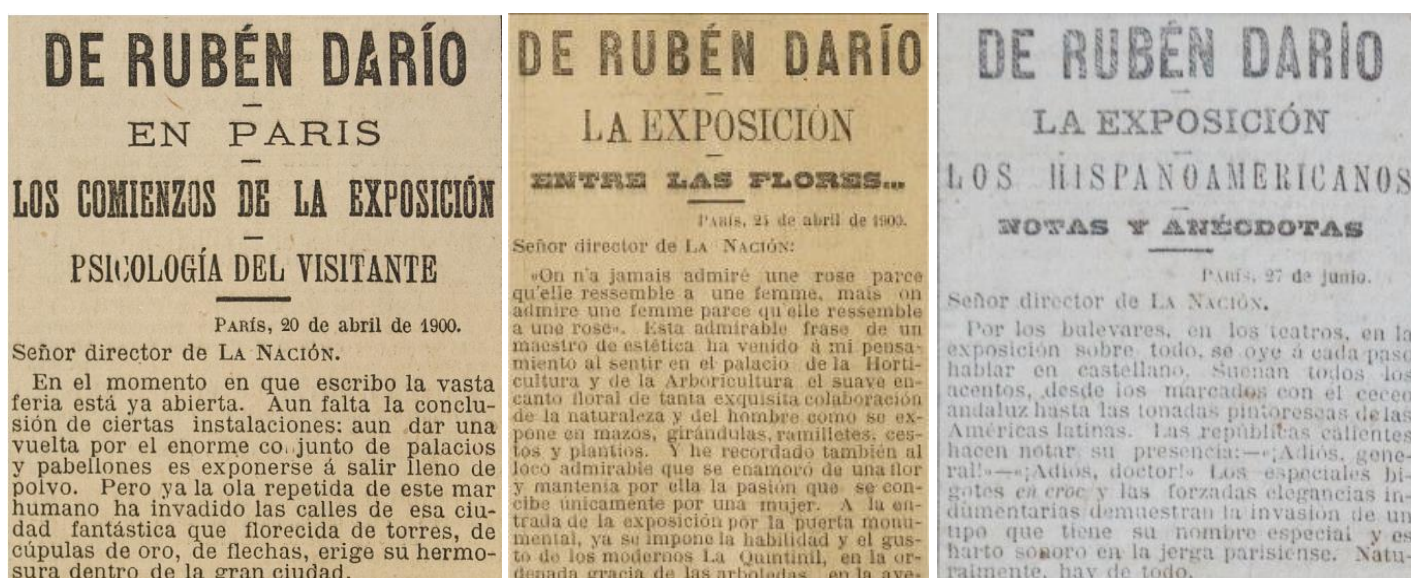 DE RUBÉN DARÍO
EN PARIS
LOS COMIENZOS DE LA EXPOSICIÓN
PSICOLOGÍA DEL VISITANTE
PARÍS, 20 de abril de 1900.
Señor director de LA NACIÓN.
En el momento en que escribo la vasta
feria está ya abierta. Aun falta la conclu-
sión de ciertas instalaciones: aun dar una
vuelta por el enorme co junto de palacios
y pabellones es exponerse á salir lleno de
polvo. Pero ya la ola repetida de este mar
humano ha invadido las calles de esa ciu-
dad fantástica que florecida de torres, de
cúpulas de oro, de flechas, erige su hermo-
sura dentro de la gran ciudad.
DE RUBÉN DARÍO
LA EXPOSICIÓN
ENTRE LAS FLORES...
PARÍS, de abril de 1900.
Señor director de LA NACIÓN:
«On n'a jamais admiré une rose parce
qu'elle ressemble a une femme, mais on
admire une femme parce qu'elle ressemble
a une rose». Esta admirable frase de un
maestro de estética ha venido á mi pensa-
miento al sentir en el palacio de la Horti-
cultura y de la Arboricultura el suave en-
canto floral de tanta exquisita colaboración
de la naturaleza y del hombre como se ex-
pone en mazos, girándulas, ramilletes, ces-
tos y plantíos. Y he recordado también al
loco admirable que se enamoró de una flor
y mantenía por ella la pasión que se con-
cibe unicamente por una mujer. A la en-
trada de la exposición por la puerta monu-
mental, ya se impone la habilidad y el gus-
to de los modernos La Quintinil, en la or-
denada gracia de las arboledas, en la ave-
DE RUBÉN DARÍO
LA EXPOSICIÓN
LOS HISPANOAMERICANOS
NOTAS Y ANÉCDOTAS
PARÍS, 27 de junio.
Señor director de LA NACIÓN.
Por los bulevares, en los teatros, en la
exposición sobre todo, se oye á cada paso
hablar en castellano. Suenan todos los
acentos, desde los marcados con el ceceo
andaluz hasta las tonadas pintorescas de las
Américas latinas. Las repúblicas calientes
hacen notar su presencia:—«¡Adiós, gene-
ral!»—«¡Adiós, doctor!» Los especiales bi-
gotes en croc y las forzadas elegancias in-
dumentarias demuestran la invasión de un
tipo que tiene su nombre especial y es
harto sonoro en la jerga parisiense. Natu-
ralmente, hay de todo.